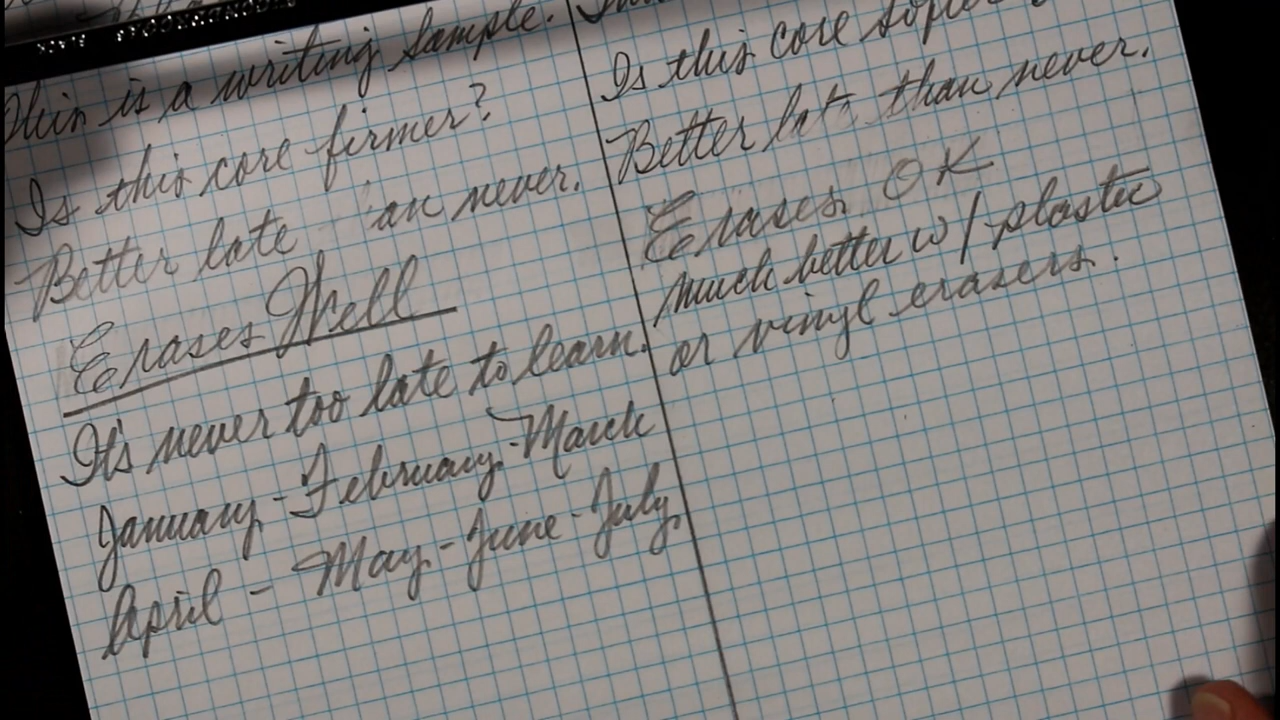 This is a writing sample.
Is this core firmer?
Better late an never.
Erases Well
It's never too late to learn.
January - February - March
April - May - June - July
Is this core
Better late than never.
Erases OK
much better w/ plastic
or vinyl erasers.